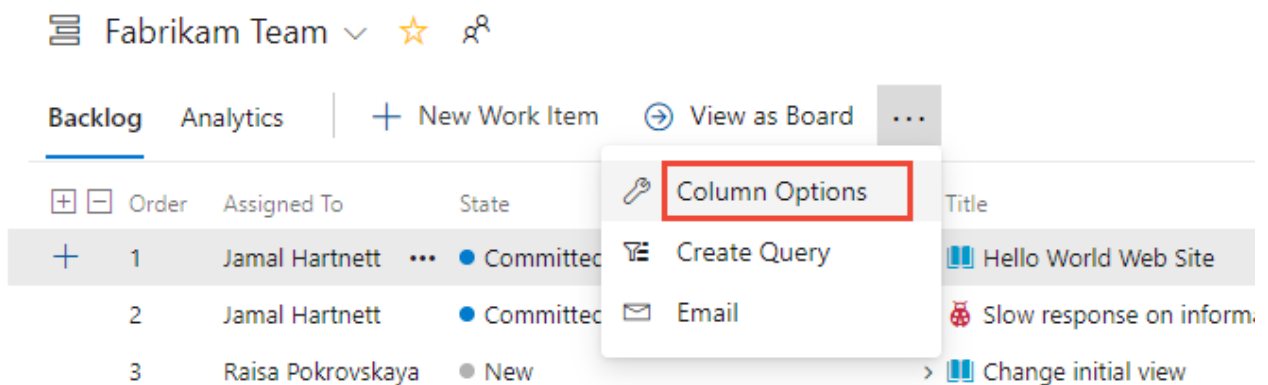 Fabrikam Team
Backlog Analytics New Work Item View as Board ...
Order Assigned To State Column Options Title
1 Jamal Hartnett ... Committed Create Query Hello World Web Site
2 Jamal Hartnett Committed Email Slow response on informa
3 Raisa Pokrovskaya New > Change initial view